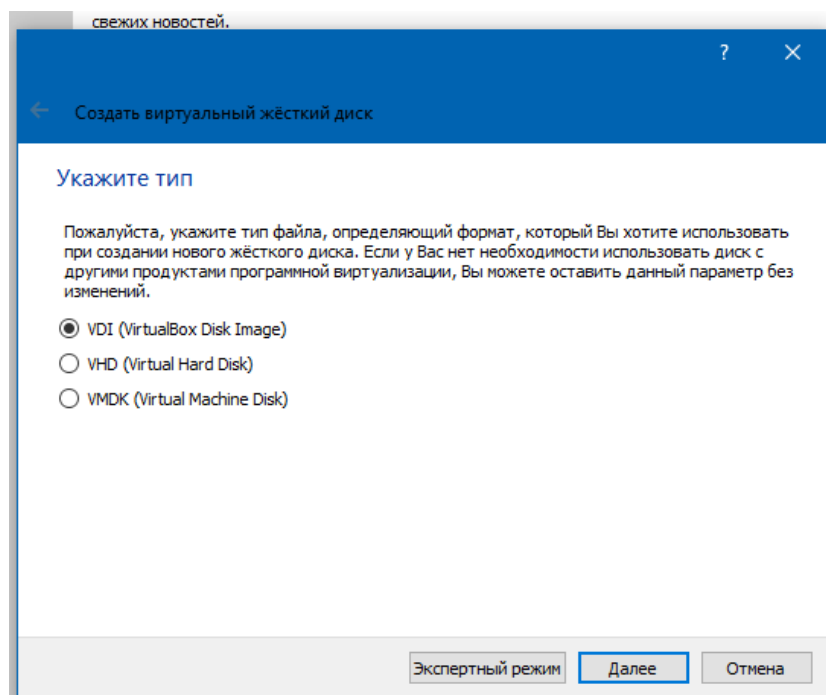 свежих новостей.
?
Создать виртуальный жёсткий диск
Укажите тип
Пожалуйста, укажите тип файла, определяющий формат, который Вы хотите использовать
при создании нового жёсткого диска. Если у Вас нет необходимости использовать диск с
другими продуктами программной виртуализации, Вы можете оставить данный параметр без
изменений.
VDI (VirtualBox Disk Image)
VHD (Virtual Hard Disk)
VMDK (Virtual Machine Disk)
Экспертный режим Далее Отмена